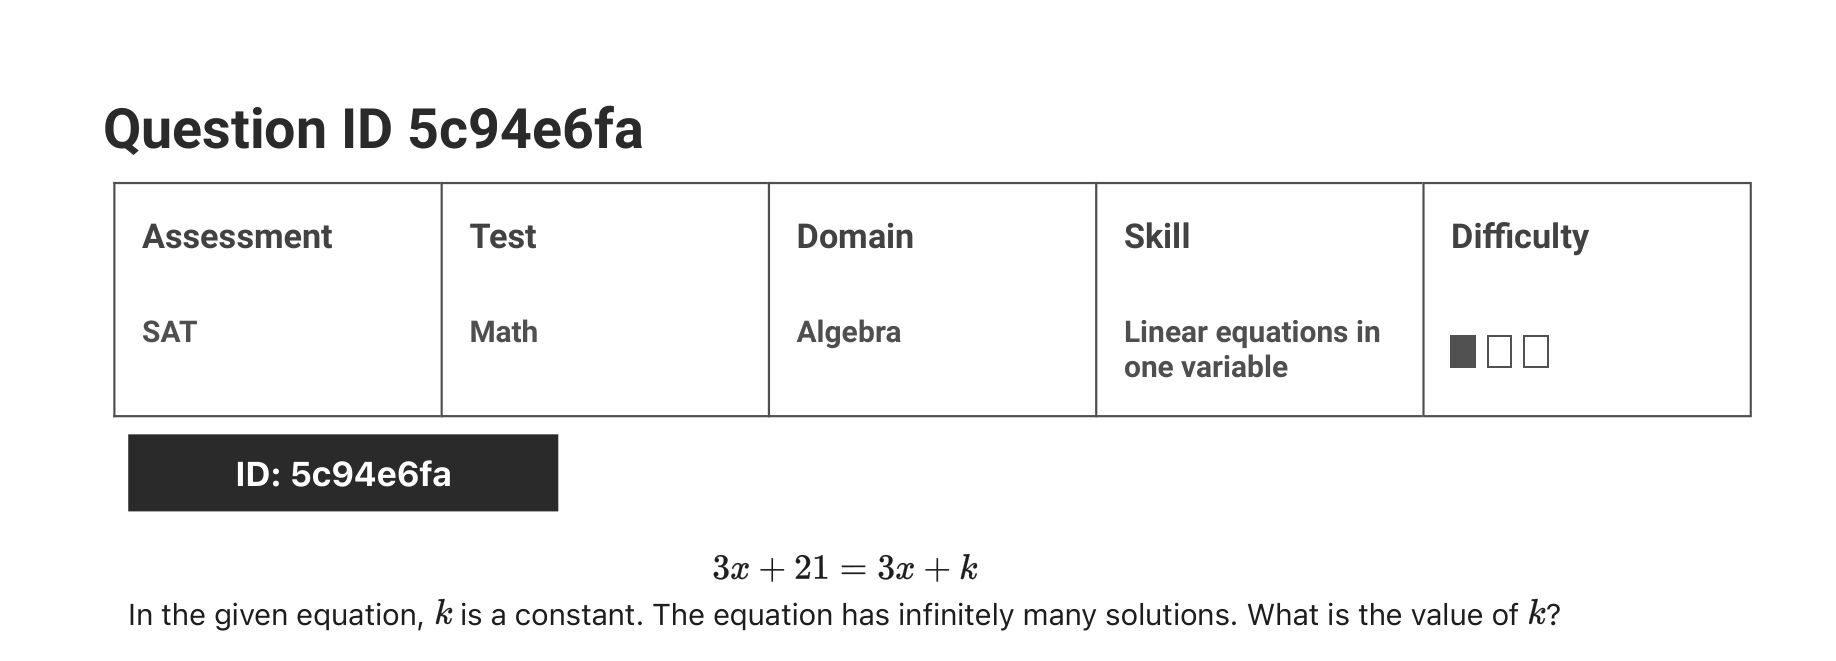 Question ID 5c94e6fa
Assessment
Test
Domain
Skill
Difficulty
SAT
Math
Algebra
Linear equations in
one variable
ID: 5c94e6fa
3x + 21 = 3x + k
In the given equation, k is a constant. The equation has infinitely many solutions. What is the value of k?